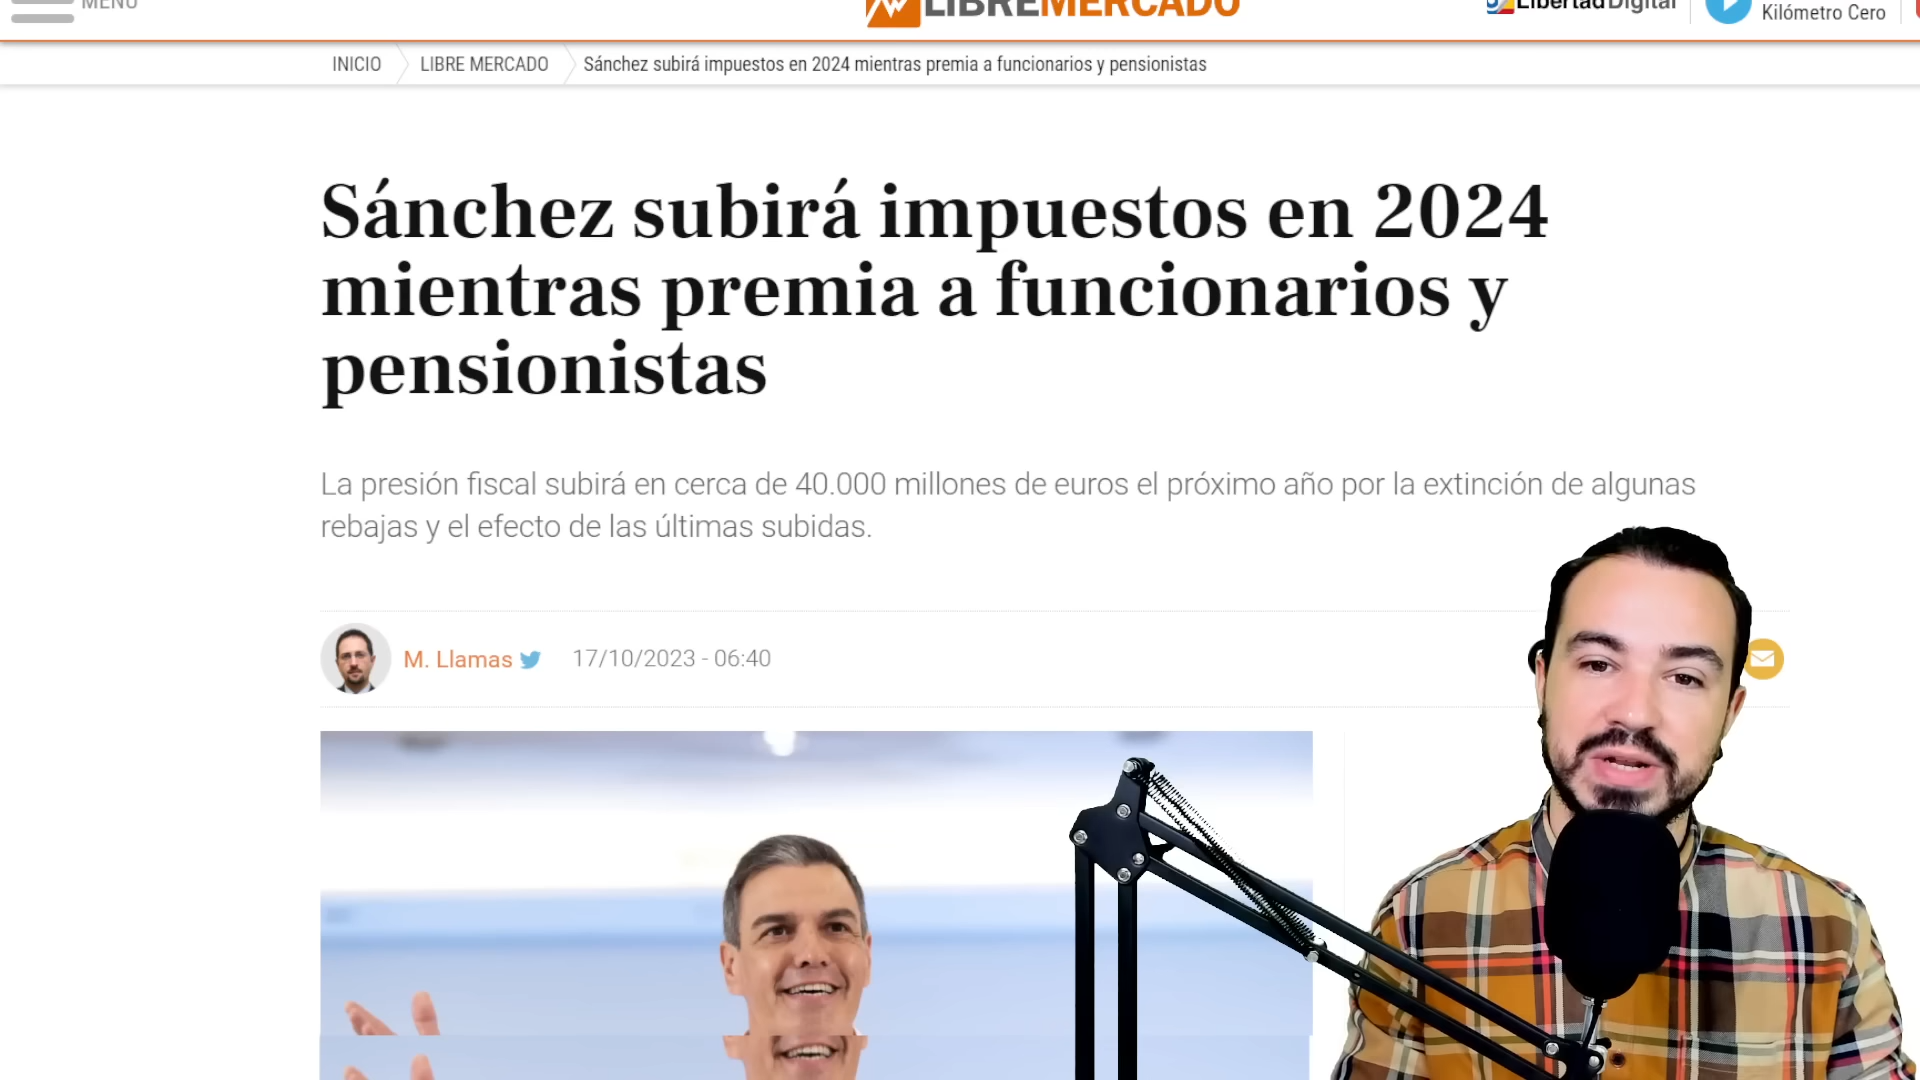 MENÚ
LIBREMERCADO
LibertadDigital
Kilómetro Cero
INICIO
LIBRE MERCADO
Sánchez subirá impuestos en 2024 mientras premia a funcionarios y pensionistas
Sánchez subirá impuestos en 2024
mientras premia a funcionarios y
pensionistas
La presión fiscal subirá en cerca de 40.000 millones de euros el próximo año por la extinción de algunas
rebajas y el efecto de las últimas subidas.
M. Llamas
17/10/2023 - 06:40